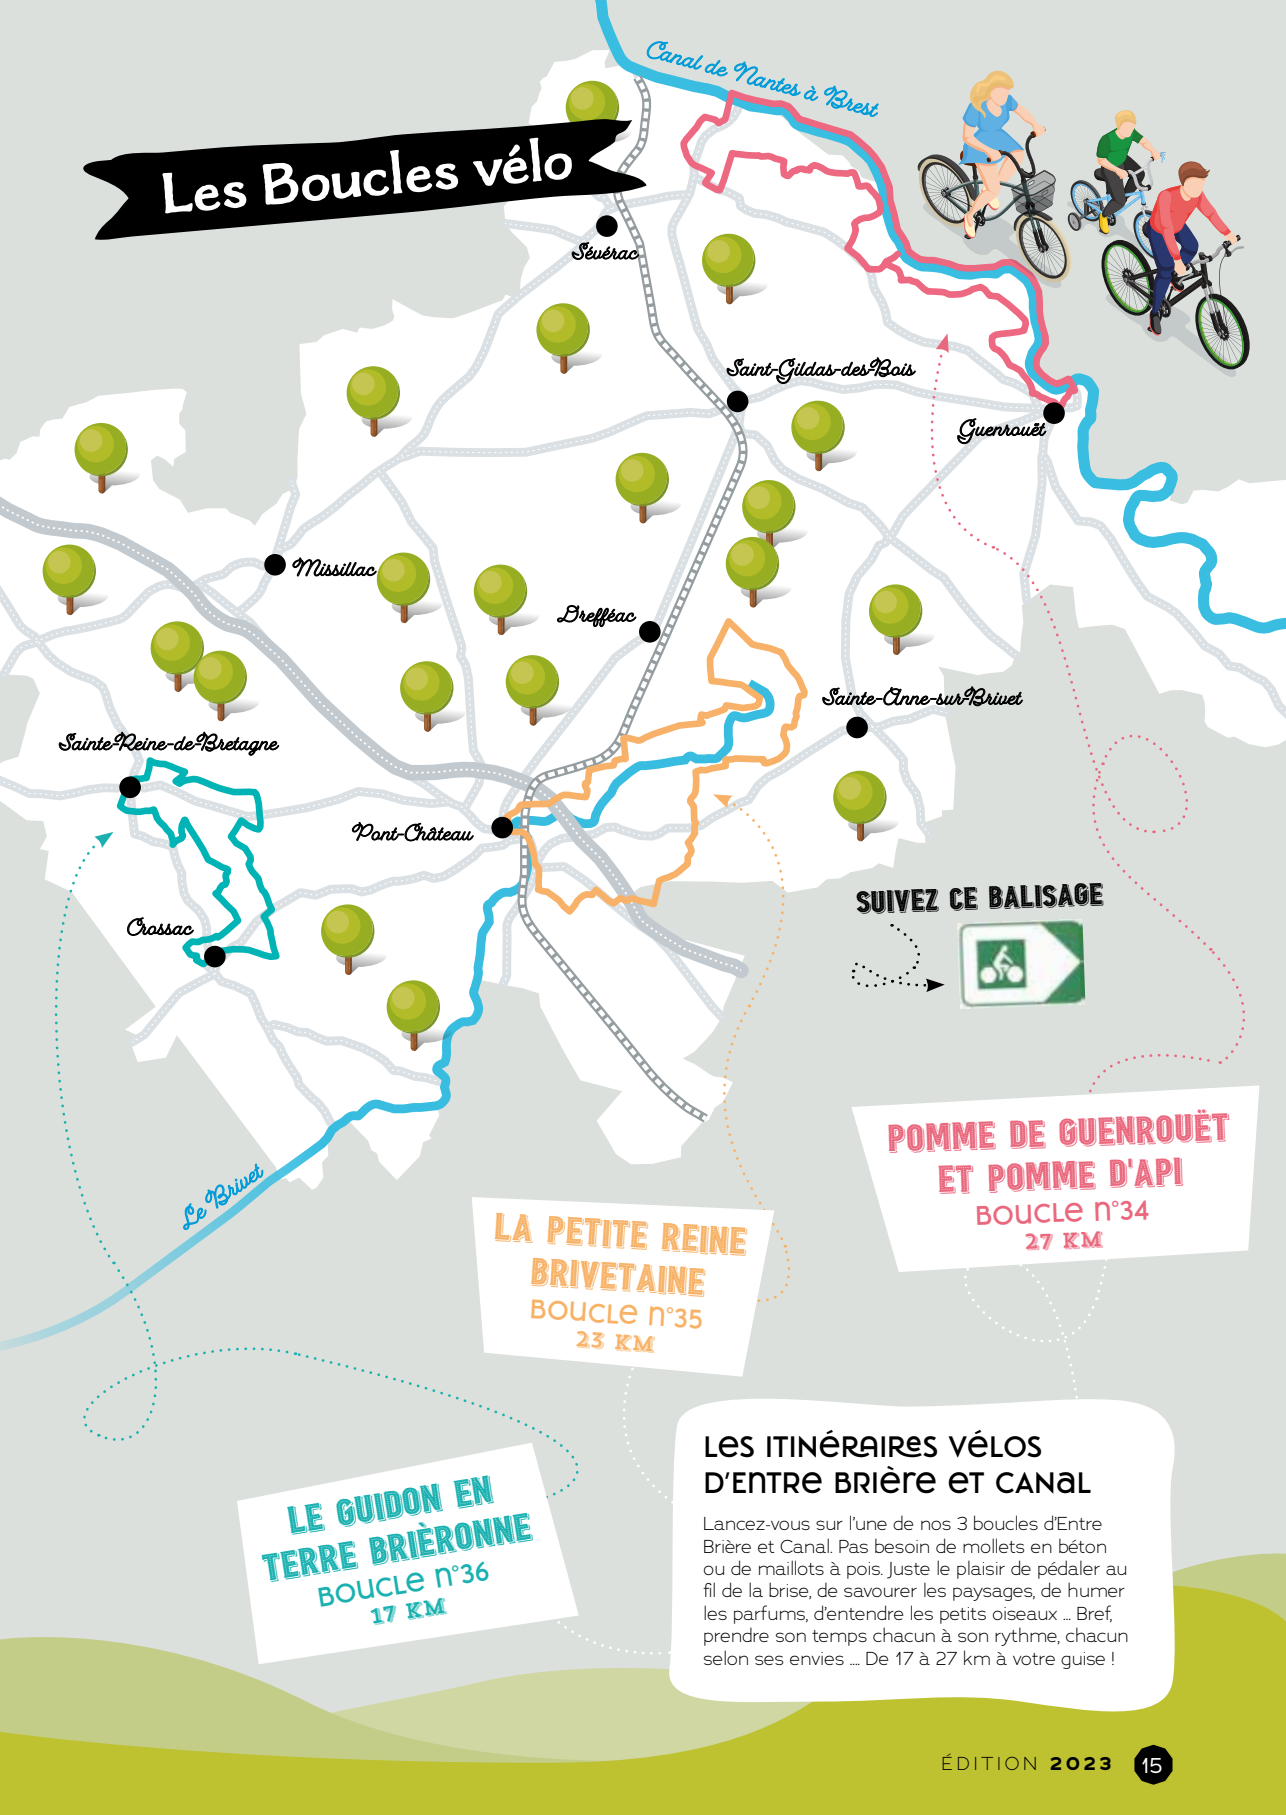 Canal de Nantes à Brest
Les Boucles vélo
Sévérac
Saint-Gildas-des-Bois
Guenrouët
Missillac
Drefféac
Sainte-Anne-sur-Brivet
Sainte-Reine-de-Bretagne
Pont-Château
Crossac
SUIVEZ CE BALISAGE
Le Brivet
POMME DE GUENROUËT
ET POMME D'API
BOUCLE N°34
27 KM
LA PETITE REINE
BRIVETAINE
BOUCLE N°35
23 KM
LE GUIDON EN
TERRE BRIÈRONNE
BOUCLE N°36
17 KM
Les itinéraires vélos
d'Entre Brière et Canal
Lancez-vous sur l'une de nos 3 boucles d'Entre
Brière et Canal. Pas besoin de mollets en béton
ou de maillots à pois. Juste le plaisir de pédaler au
fil de la brise, de savourer les paysages, de humer
les parfums, d'entendre les petits oiseaux ... Bref,
prendre son temps chacun à son rythme, chacun
selon ses envies .... De 17 à 27 km à votre guise !
ÉDITION 2023 15